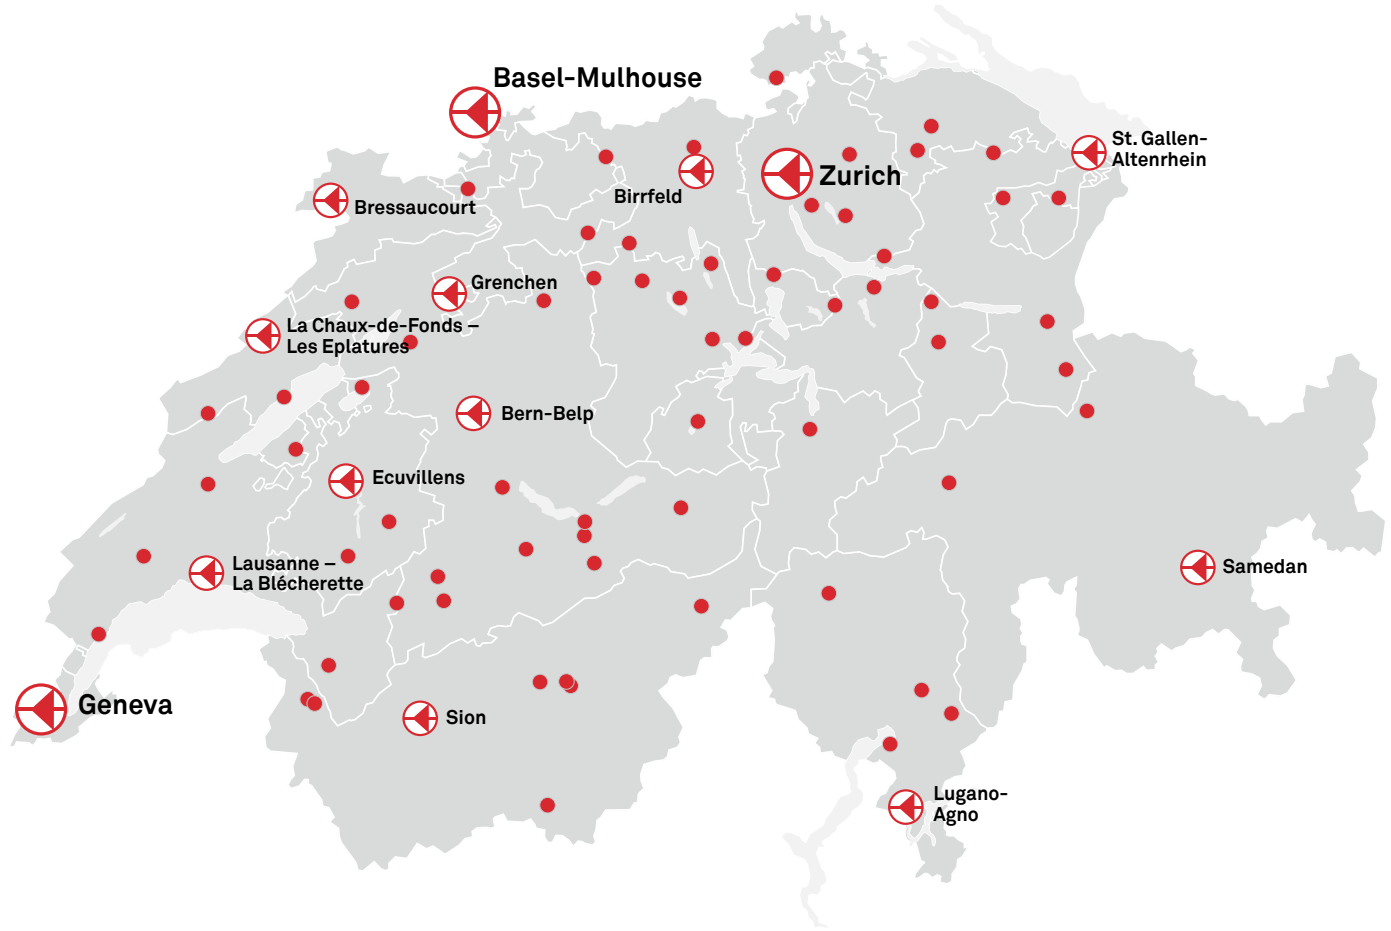 Basel-Mulhouse
St. Gallen-
Altenrhein
Zurich
Birrfeld
Bressaucourt
Grenchen
La Chaux-de-Fonds –
Les Eplatures
Bern-Belp
Ecuvillens
Lausanne –
La Blécherette
Samedan
Geneva
Sion
Lugano-
Agno